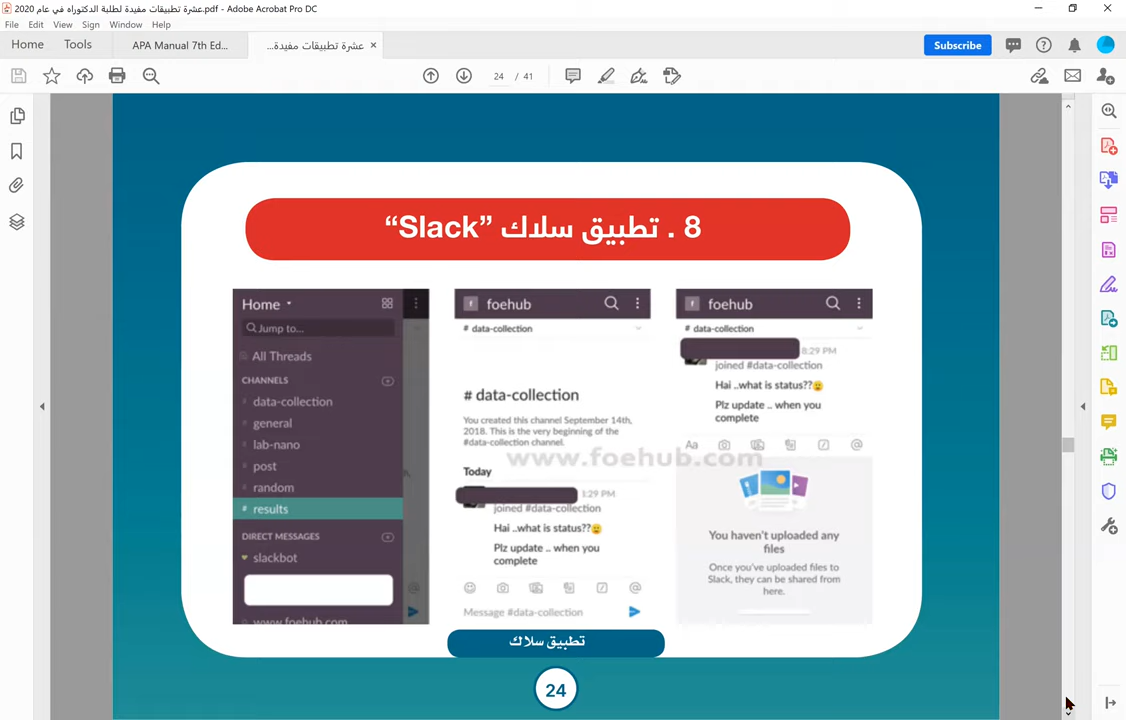 عشرة تطبيقات مفيدة لطلبة الدكتوراه في عام 2020.pdf - Adobe Acrobat Pro DC
File Edit View Sign Window Help
Home Tools APA Manual 7th Ed... عشرة تطبيقات مفيدة... × Subscribe
24 / 41
8 . تطبيق سلاك "Slack"
Home
Jump to...
All Threads
CHANNELS
# data-collection
# general
# lab-nano
# post
# random
# results
DIRECT MESSAGES
slackbot
www.foehub.com
f foehub
# data-collection
# data-collection
You created this channel September 14th,
2018. This is the very beginning of the
#data-collection channel.
Today
1:29 PM
joined #data-collection
Hai ..what is status??
Plz update .. when you
complete
Message #data-collection
f foehub
# data-collection
8:29 PM
joined #data-collection
Hai ..what is status??
Plz update .. when you
complete
Aa
You haven't uploaded any
files
Once you've uploaded files to
Slack, they can be shared from
here.
www.foehub.com
تطبيق سلاك
24